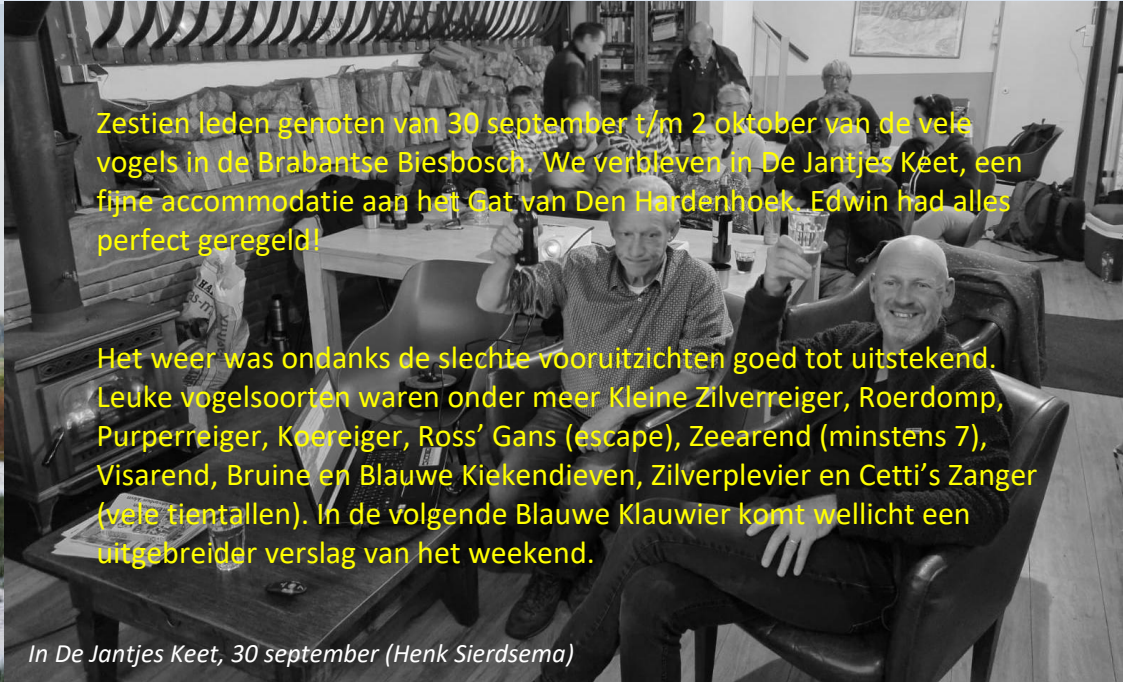 Zestien leden genoten van 30 september t/m 2 oktober van de vele
vogels in de Brabantse Biesbosch. We verbleven in De Jantjes Keet, een
fijne accommodatie aan het Gat van Den Hardenhoek. Edwin had alles
perfect geregeld!
Het weer was ondanks de slechte vooruitzichten goed tot uitstekend.
Leuke vogelsoorten waren onder meer Kleine Zilverreiger, Roerdomp,
Purperreiger, Koereiger, Ross’ Gans (escape), Zeearend (minstens 7),
Visarend, Bruine en Blauwe Kiekendieven, Zilverplevier en Cetti’s Zanger
(vele tientallen). In de volgende Blauwe Klauwier komt wellicht een
uitgebreider verslag van het weekend.
In De Jantjes Keet, 30 september (Henk Sierdsema)